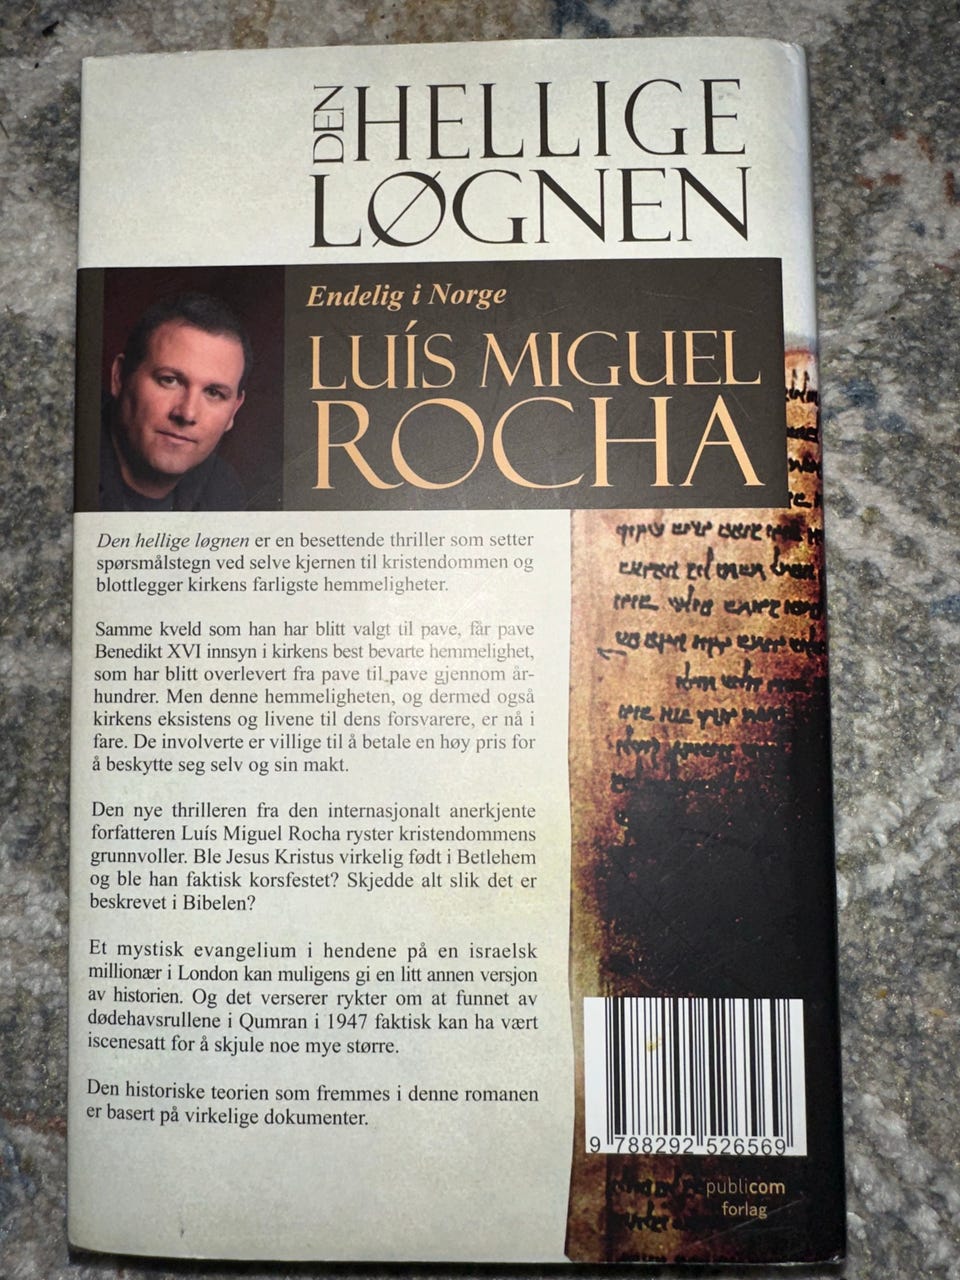 DEN HELLIGE
LØGNEN
Endelig i Norge
LUÍS MIGUEL
ROCHA
Den hellige løgnen er en besettende thriller som setter
spørsmålstegn ved selve kjernen til kristendommen og
blottlegger kirkens farligste hemmeligheter.
Samme kveld som han har blitt valgt til pave, får pave
Benedikt XVI innsyn i kirkens best bevarte hemmelighet,
som har blitt overlevert fra pave til pave gjennom år-
hundrer. Men denne hemmeligheten, og dermed også
kirkens eksistens og livene til dens forsvarere, er nå i
fare. De involverte er villige til å betale en høy pris for
å beskytte seg selv og sin makt.
Den nye thrilleren fra den internasjonalt anerkjente
forfatteren Luís Miguel Rocha ryster kristendommens
grunnvoller. Ble Jesus Kristus virkelig født i Betlehem
og ble han faktisk korsfestet? Skjedde alt slik det er
beskrevet i Bibelen?
Et mystisk evangelium i hendene på en israelsk
millionær i London kan muligens gi en litt annen versjon
av historien. Og det verserer rykter om at funnet av
dødehavsrullene i Qumran i 1947 faktisk kan ha vært
iscenesatt for å skjule noe mye større.
Den historiske teorien som fremmes i denne romanen
er basert på virkelige dokumenter.
9 788292 526569
publicom
forlag